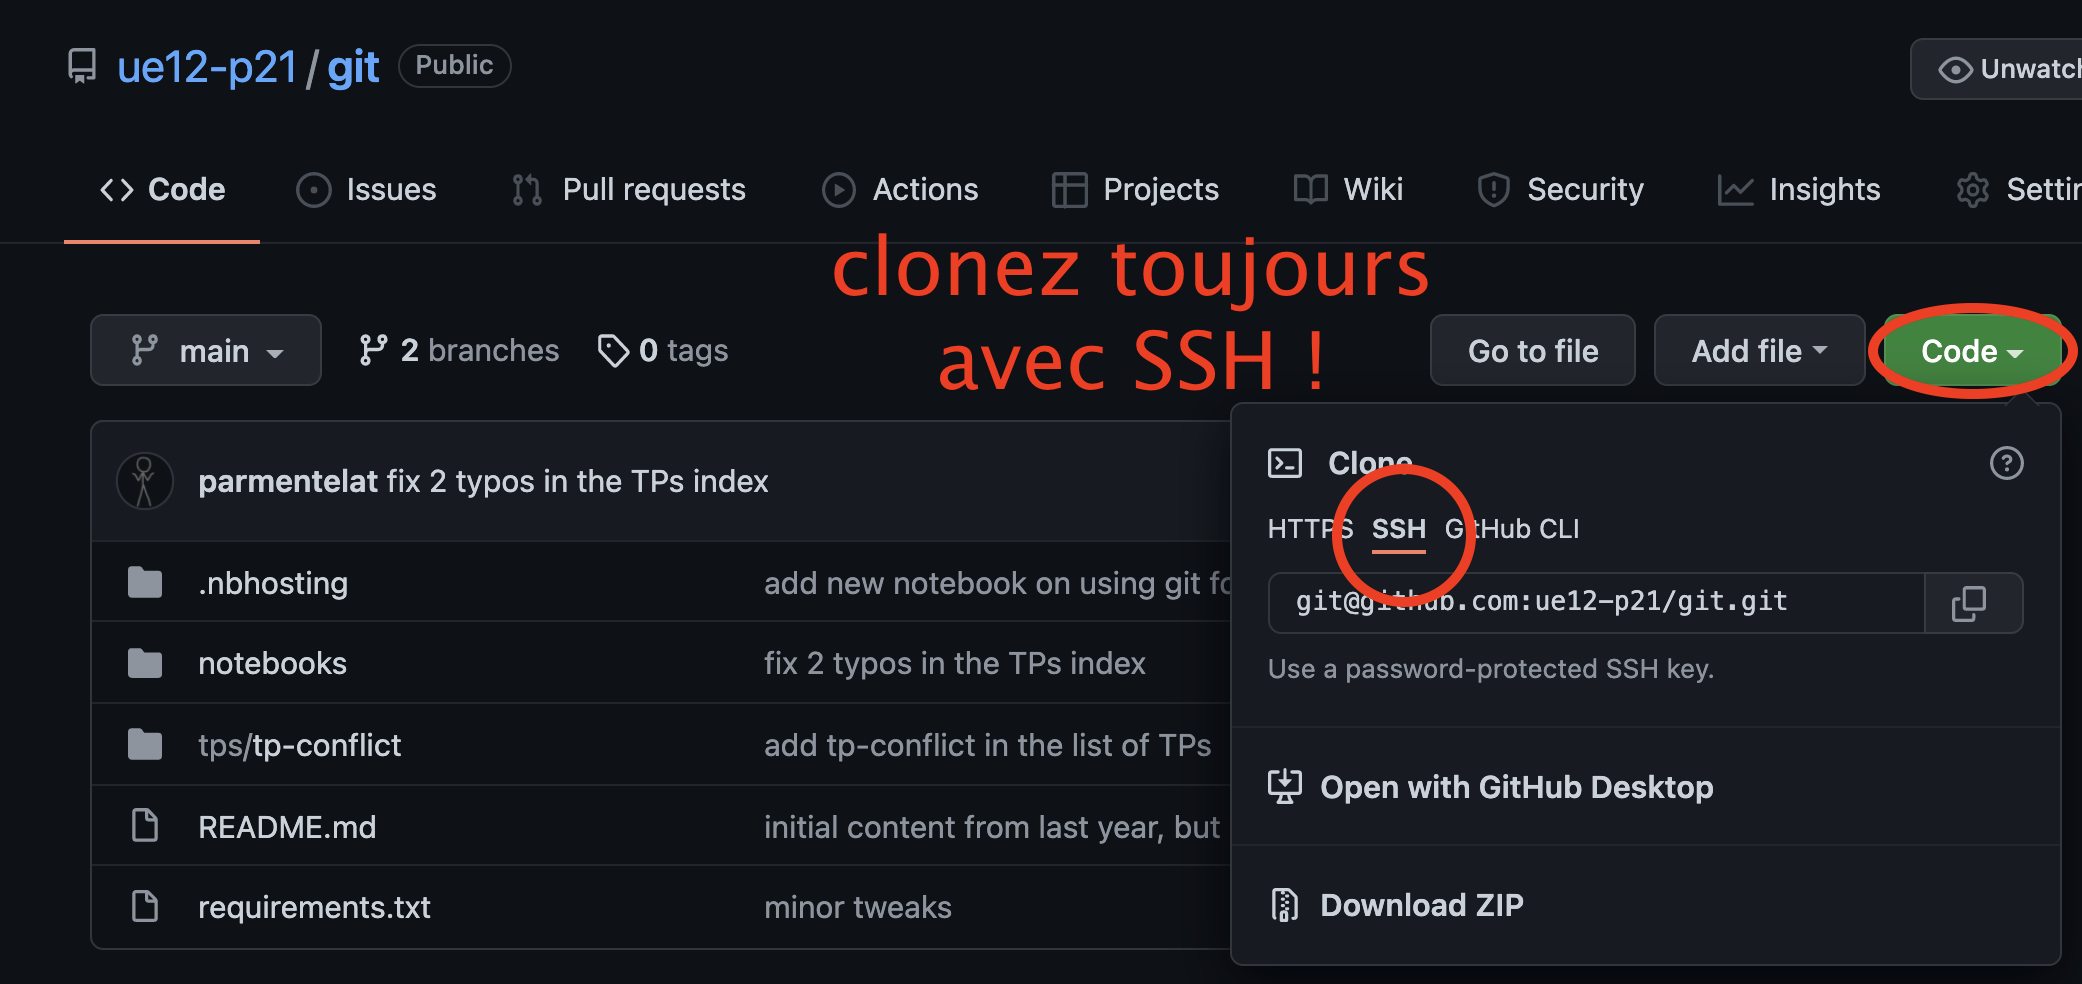 ue12-p21 / git Public
Unwatch
Code Issues Pull requests Actions Projects Wiki Security Insights Settin
clonez toujours
avec SSH !
main 2 branches 0 tags Go to file Add file Code
parmentelat fix 2 typos in the TPs index
.nbhosting add new notebook on using git fo
notebooks fix 2 typos in the TPs index
tps/tp-conflict add tp-conflict in the list of TPs
README.md initial content from last year, but
requirements.txt minor tweaks
Clone
HTTPS SSH GitHub CLI
git@github.com:ue12-p21/git.git
Use a password-protected SSH key.
Open with GitHub Desktop
Download ZIP